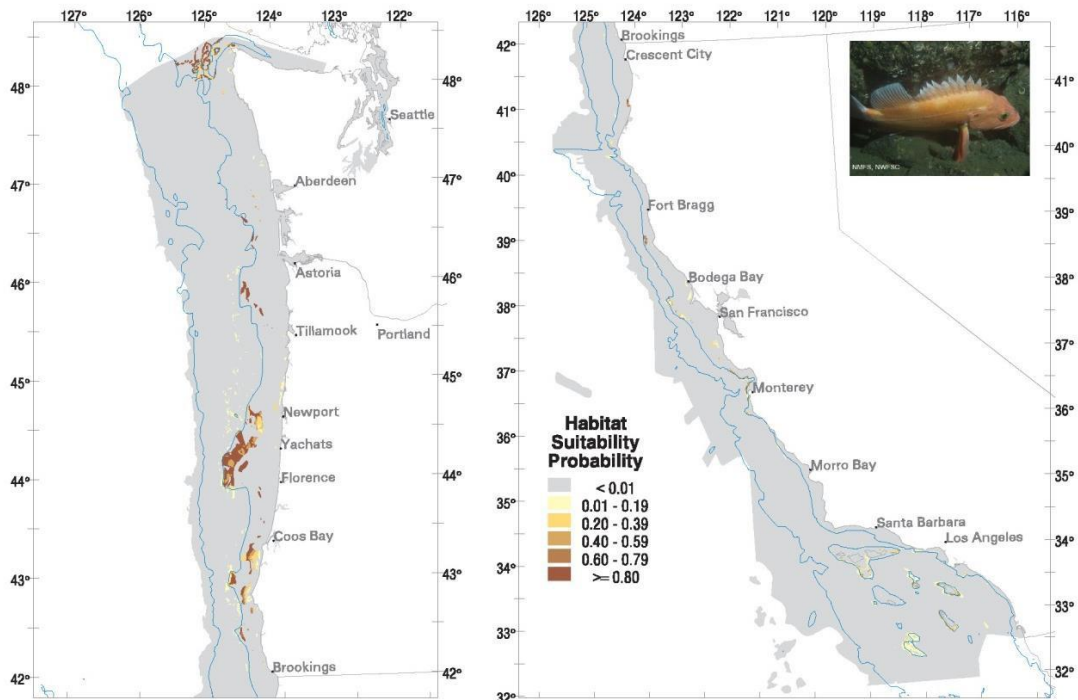 127°
126°
125°
124°
123°
122°
48°
48°
Seattle
47°
Aberdeen
47°
46°
Astoria
46°
Tillamook
Portland
45°
45°
Newport
Yachats
44°
Florence
44°
Coos Bay
43°
43°
Brookings
42°
42°
126°
125°
124°
123°
122°
121°
120°
119°
118°
117°
116°
42°
Brookings
Crescent City
41°
41°
NMFS, NWFSC
40°
40°
Fort Bragg
39°
39°
Bodega Bay
38°
38°
San Francisco
37°
37°
Monterey
36°
36°
Habitat
Suitability
Probability
< 0.01
0.01 - 0.19
0.20 - 0.39
0.40 - 0.59
0.60 - 0.79
>= 0.80
Morro Bay
35°
35°
Santa Barbara
Los Angeles
34°
34°
33°
33°
32°
32°